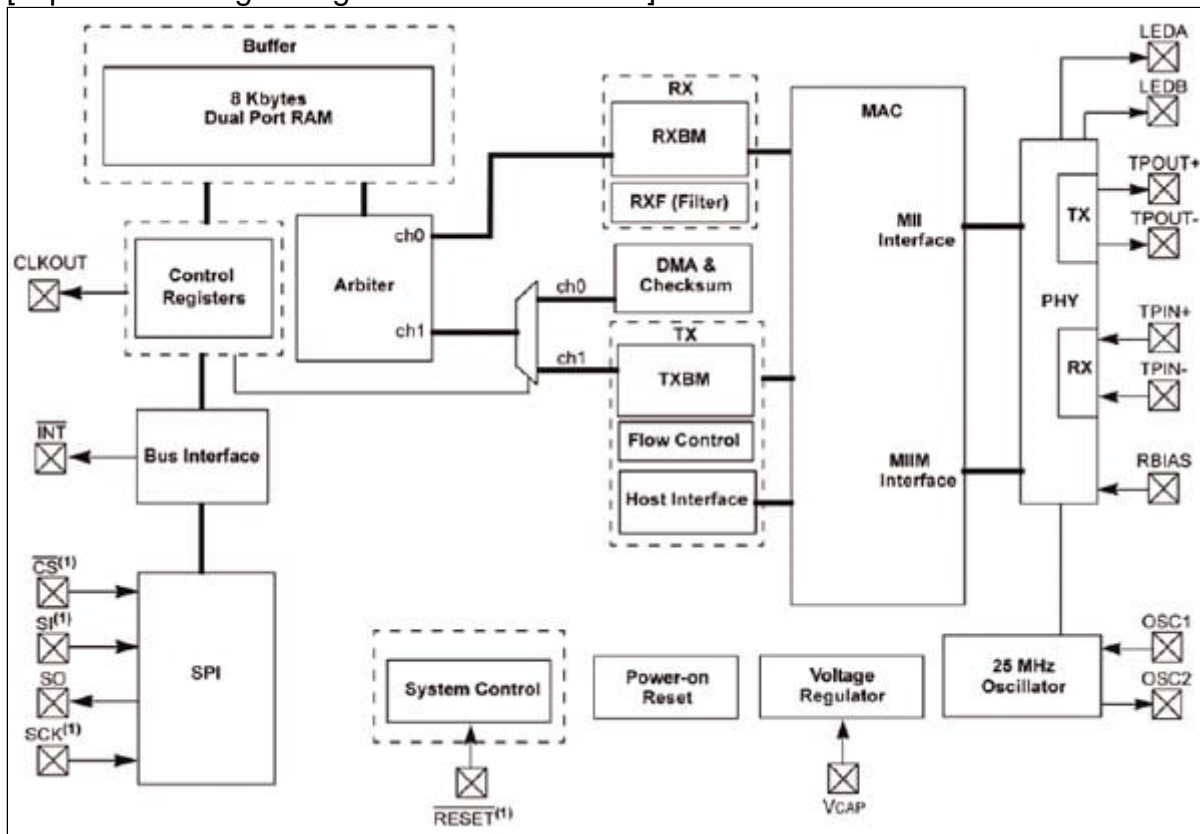 Buffer
8 Kbytes
Dual Port RAM
RX
RXBM
RXF (Filter)
MAC
LEDA
LEDB
TPOUT+
TPOUT-
TX
MII
Interface
PHY
CLKOUT
Control
Registers
ch0
Arbiter
ch1
ch0
DMA &
Checksum
ch1
TX
TXBM
Flow Control
Host Interface
TPIN+
RX
TPIN-
MIIM
Interface
RBIAS
INT
Bus Interface
CS(1)
SI(1)
SO
SCK(1)
SPI
System Control
RESET(1)
Power-on
Reset
Voltage
Regulator
VCAP
25 MHz
Oscillator
OSC1
OSC2